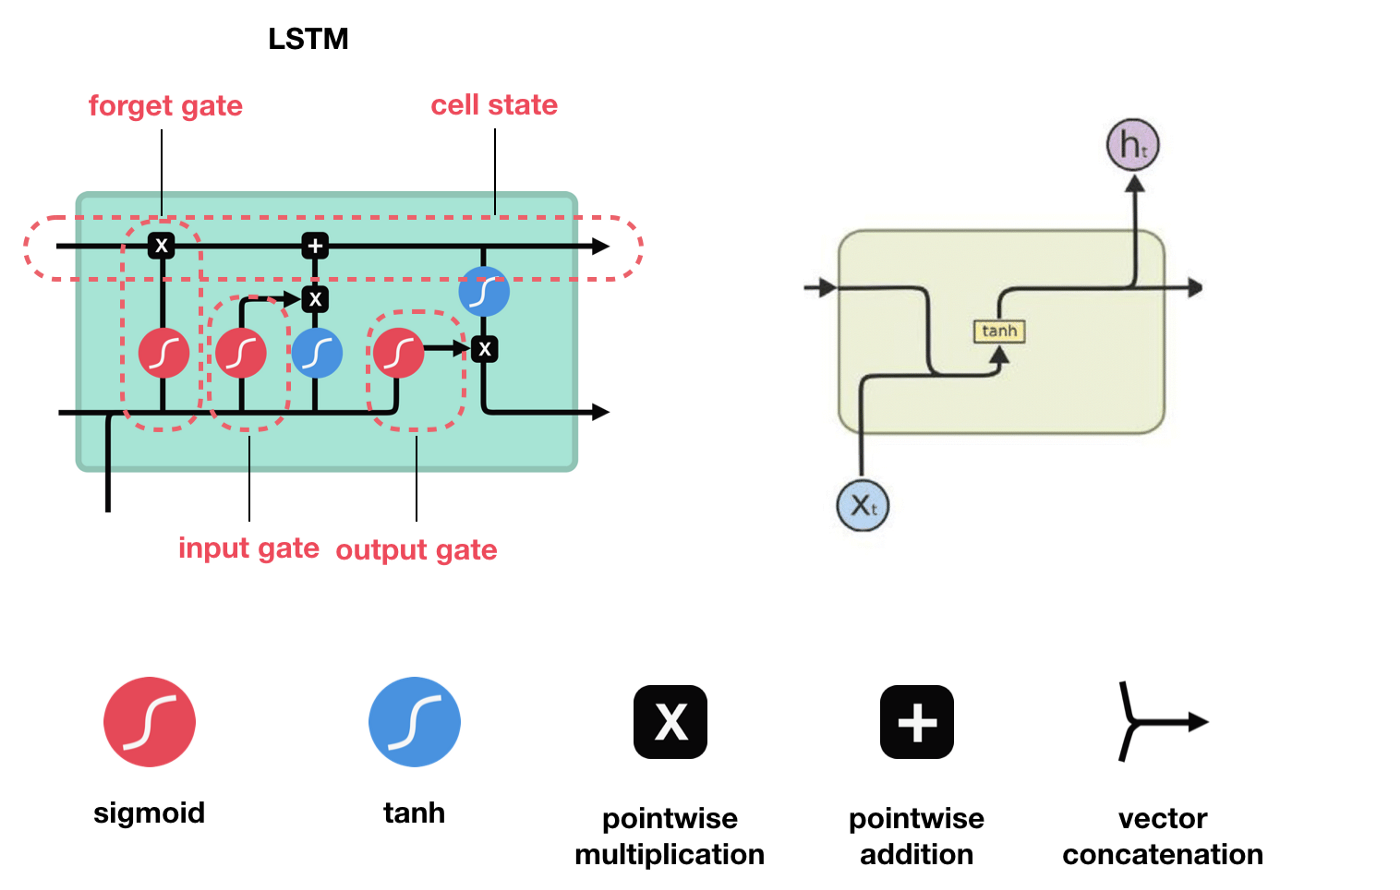 LSTM
forget gate
cell state
X
+
X
X
input gate
output gate
hₜ
tanh
Xₜ
X
+
sigmoid
tanh
pointwise
multiplication
pointwise
addition
vector
concatenation